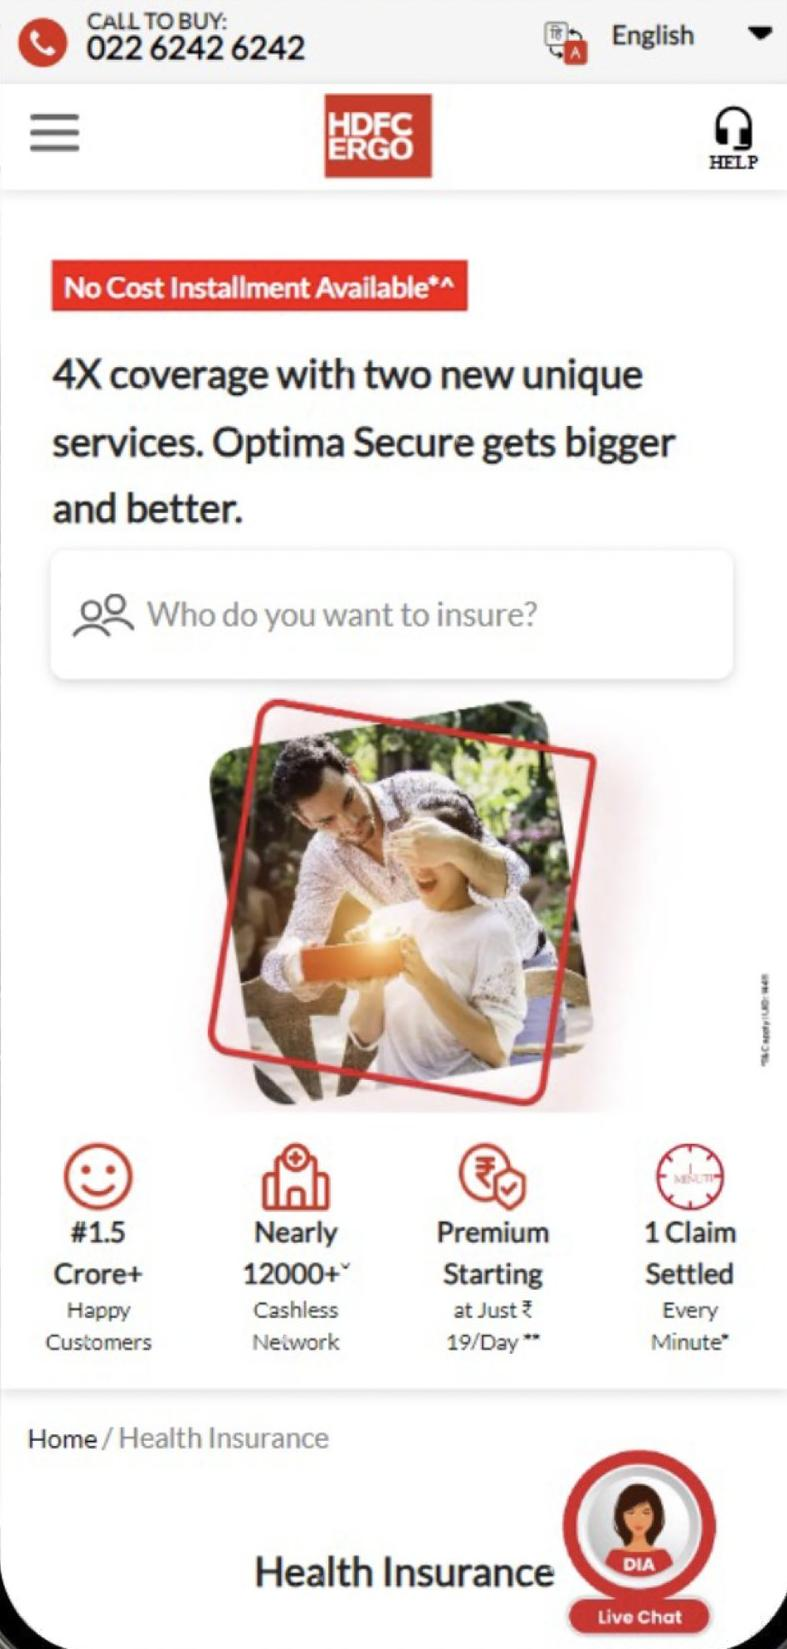 CALL TO BUY:
022 6242 6242
हि
A
English
HDFC
ERGO
HELP
No Cost Installment Available*^
4X coverage with two new unique
services. Optima Secure gets bigger
and better.
Who do you want to insure?
#1.5
Crore+
Happy
Customers
Nearly
12000+ˇ
Cashless
Network
Premium
Starting
at Just ₹
19/Day **
1
MINUTE
1 Claim
Settled
Every
Minute*
Home / Health Insurance
Health Insurance
DIA
Live Chat